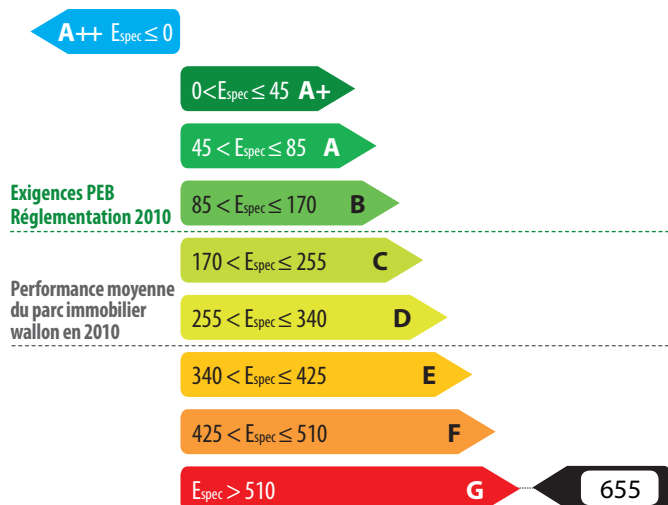 A++ Espec ≤ 0
0<Espec ≤ 45 A+
45 < Espec ≤ 85 A
Exigences PEB
Réglementation 2010
85 < Espec ≤ 170 B
170 < Espec ≤ 255 C
Performance moyenne
du parc immobilier
wallon en 2010
255 < Espec ≤ 340 D
340 < Espec ≤ 425 E
425 < Espec ≤ 510 F
Espec > 510 G 655